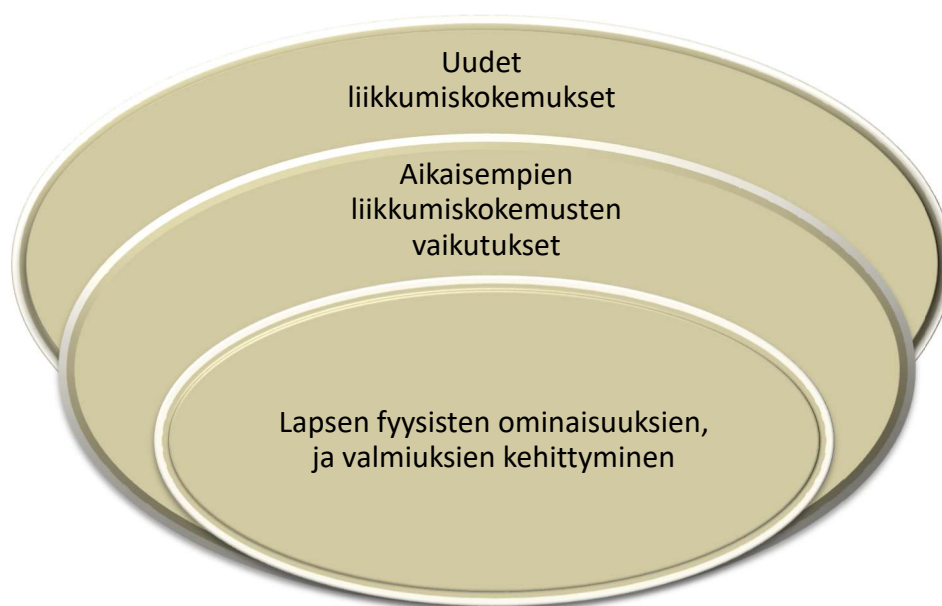 Uudet
liikkumiskokemukset
Aikaisempien
liikkumiskokemusten
vaikutukset
Lapsen fyysisten ominaisuuksien,
ja valmiuksien kehittyminen